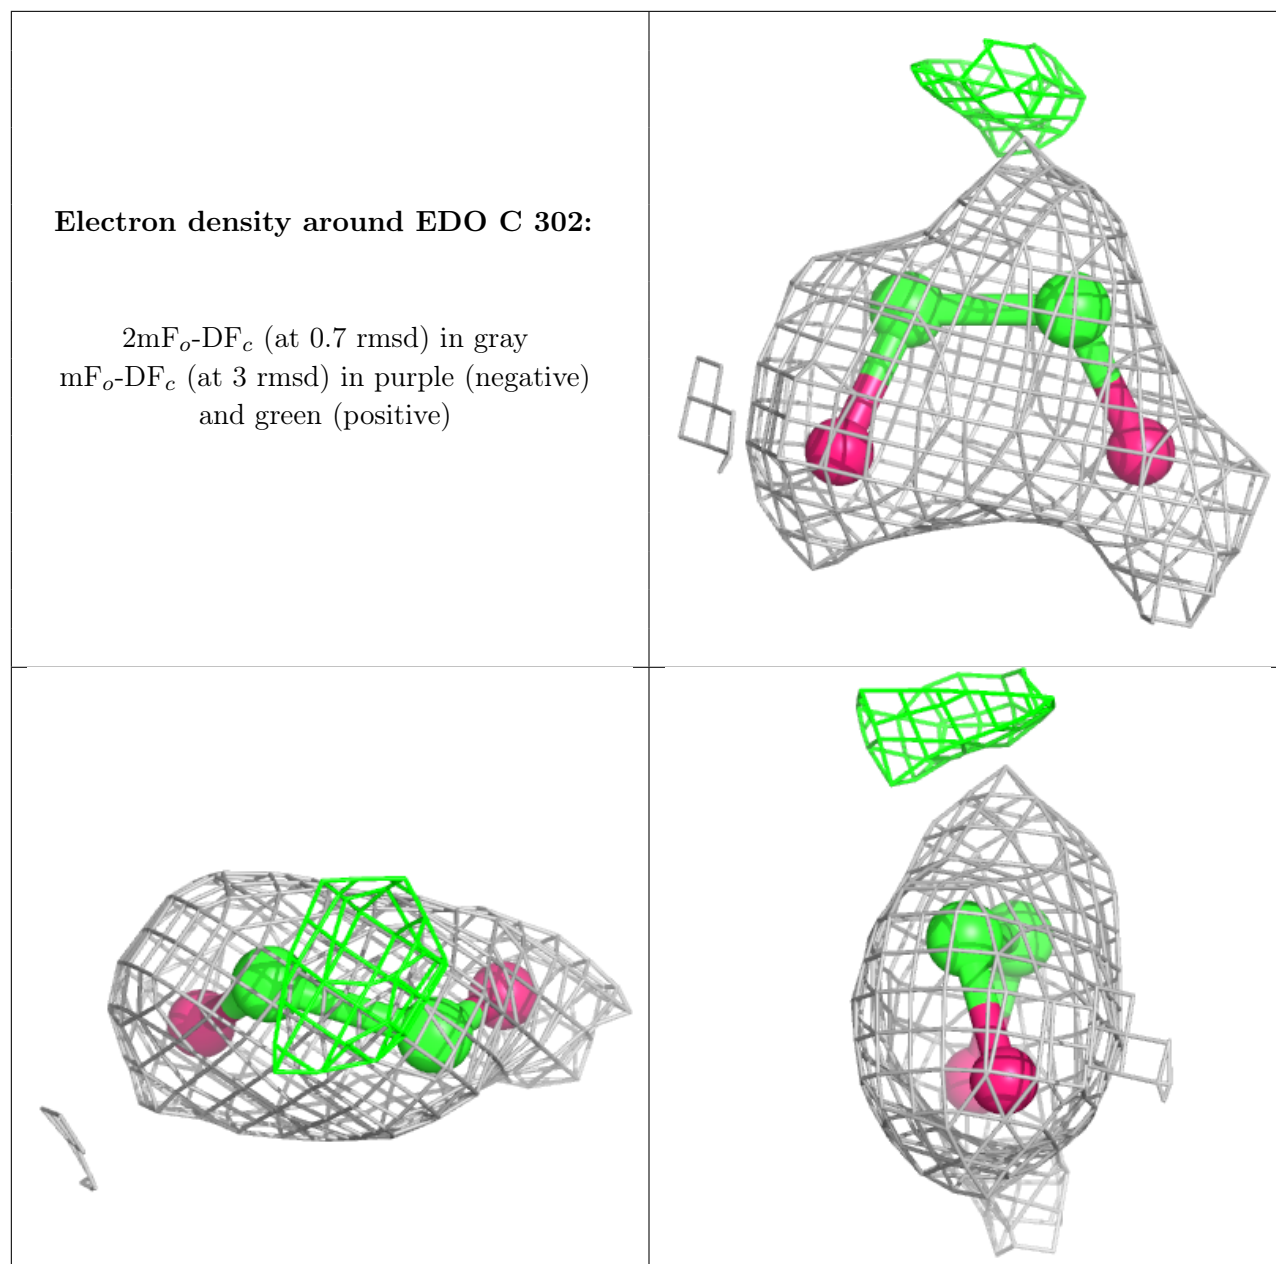 Electron density around EDO C 302:
2mFo-DFc (at 0.7 rmsd) in gray
mFo-DFc (at 3 rmsd) in purple (negative)
and green (positive)